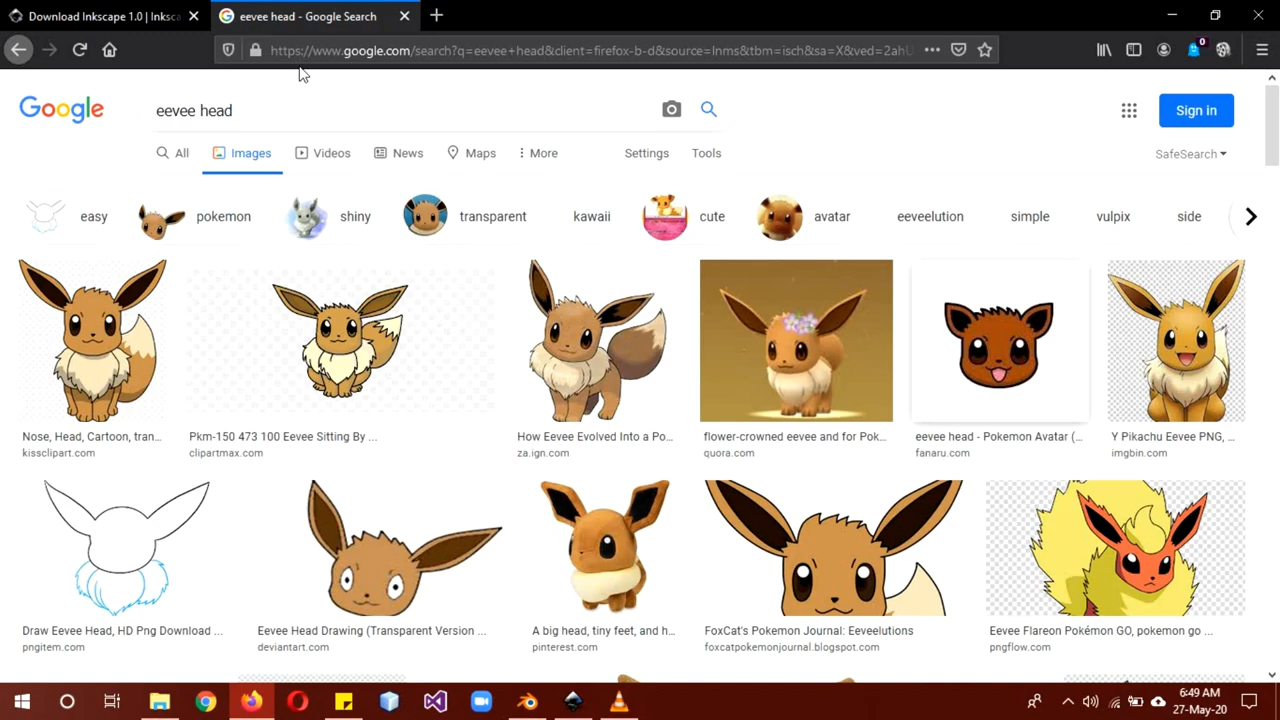 Download Inkscape 1.0 | Inksca
eevee head - Google Search
https://www.google.com/search?q=eevee+head&client=firefox-b-d&source=lnms&tbm=isch&sa=X&ved=2ahU
0
Google
eevee head
Sign in
All
Images
Videos
News
Maps
More
Settings
Tools
SafeSearch
easy
pokemon
shiny
transparent
kawaii
cute
avatar
eeveelution
simple
vulpix
side
Nose, Head, Cartoon, tran...
kissclipart.com
Pkm-150 473 100 Eevee Sitting By ...
clipartmax.com
How Eevee Evolved Into a Po...
za.ign.com
flower-crowned eevee and for Pok...
quora.com
eevee head - Pokemon Avatar (...
fanaru.com
Y Pikachu Eevee PNG, ...
imgbin.com
Draw Eevee Head, HD Png Download ...
pngitem.com
Eevee Head Drawing (Transparent Version ...
deviantart.com
A big head, tiny feet, and h...
pinterest.com
FoxCat's Pokemon Journal: Eeveelutions
foxcatpokemonjournal.blogspot.com
Eevee Flareon Pokémon GO, pokemon go ...
pngflow.com
6:49 AM
27-May-20